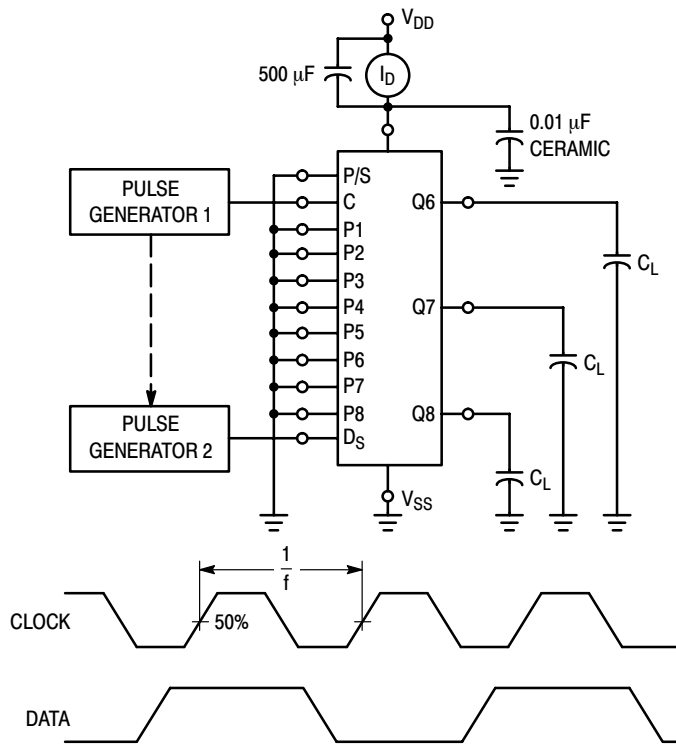 VDD
500 μF
ID
0.01 μF
CERAMIC
PULSE
GENERATOR 1
P/S
C
P1
P2
P3
P4
P5
P6
P7
P8
DS
Q6
Q7
Q8
CL
CL
CL
PULSE
GENERATOR 2
VSS
1
f
CLOCK
50%
DATA